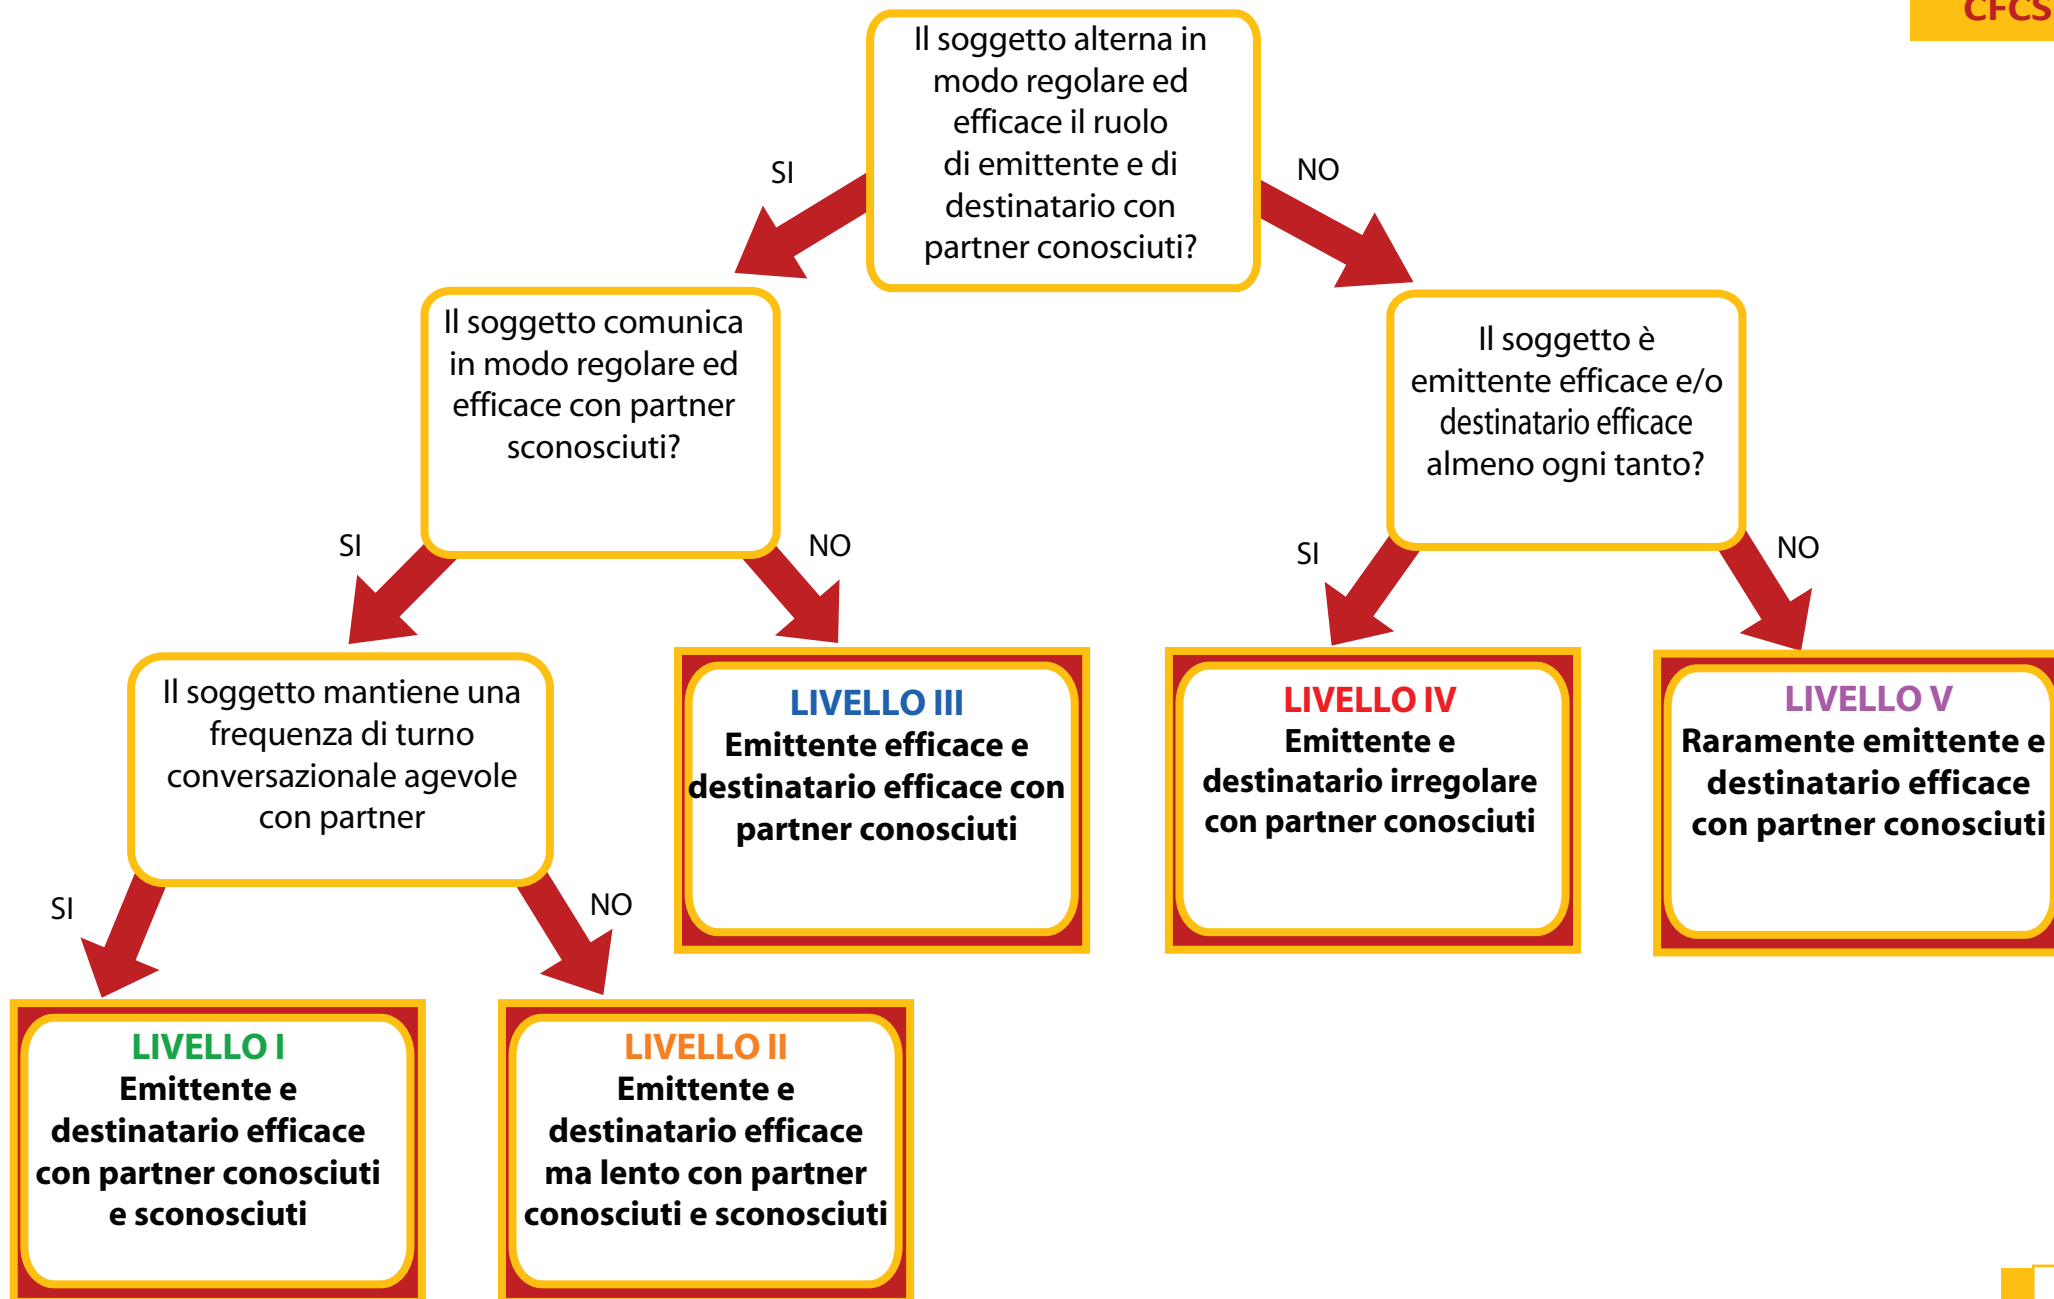 CFCS
Il soggetto alterna in
modo regolare ed
efficace il ruolo
di emittente e di
destinatario con
partner conosciuti?
SI
NO
Il soggetto comunica
in modo regolare ed
efficace con partner
sconosciuti?
Il soggetto è
emittente efficace e/o
destinatario efficace
almeno ogni tanto?
SI
NO
SI
NO
Il soggetto mantiene una
frequenza di turno
conversazionale agevole
con partner
LIVELLO III
Emittente efficace e
destinatario efficace con
partner conosciuti
LIVELLO IV
Emittente e
destinatario irregolare
con partner conosciuti
LIVELLO V
Raramente emittente e
destinatario efficace
con partner conosciuti
SI
NO
LIVELLO I
Emittente e
destinatario efficace
con partner conosciuti
e sconosciuti
LIVELLO II
Emittente e
destinatario efficace
ma lento con partner
conosciuti e sconosciuti